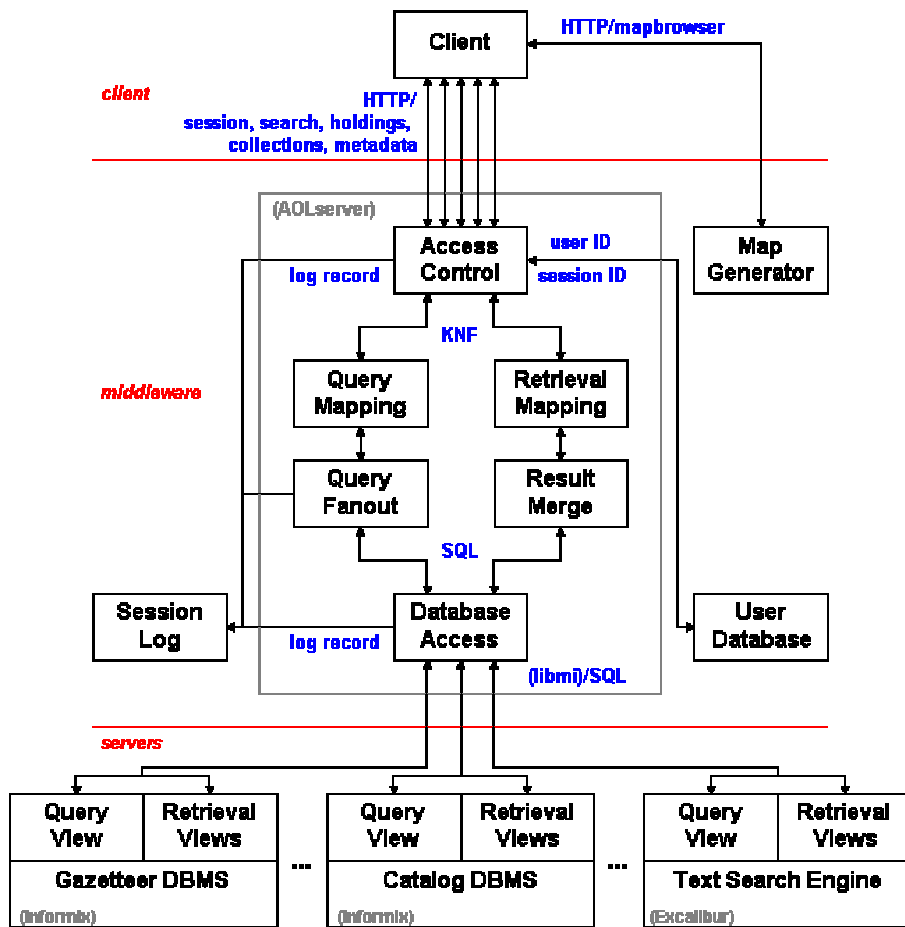 Client
HTTP/mapbrowser
client
HTTP/
session, search, holdings,
collections, metadata
(AOLserver)
Access
Control
user ID
session ID
Map
Generator
log record
KNF
middleware
Query
Mapping
Retrieval
Mapping
Query
Fanout
Result
Merge
SQL
Session
Log
Database
Access
User
Database
log record
(libmi)/SQL
servers
Query
View
Retrieval
Views
Query
View
Retrieval
Views
Query
View
Retrieval
Views
...
...
Gazetteer DBMS
Catalog DBMS
Text Search Engine
(Informix)
(Informix)
(Excalibur)